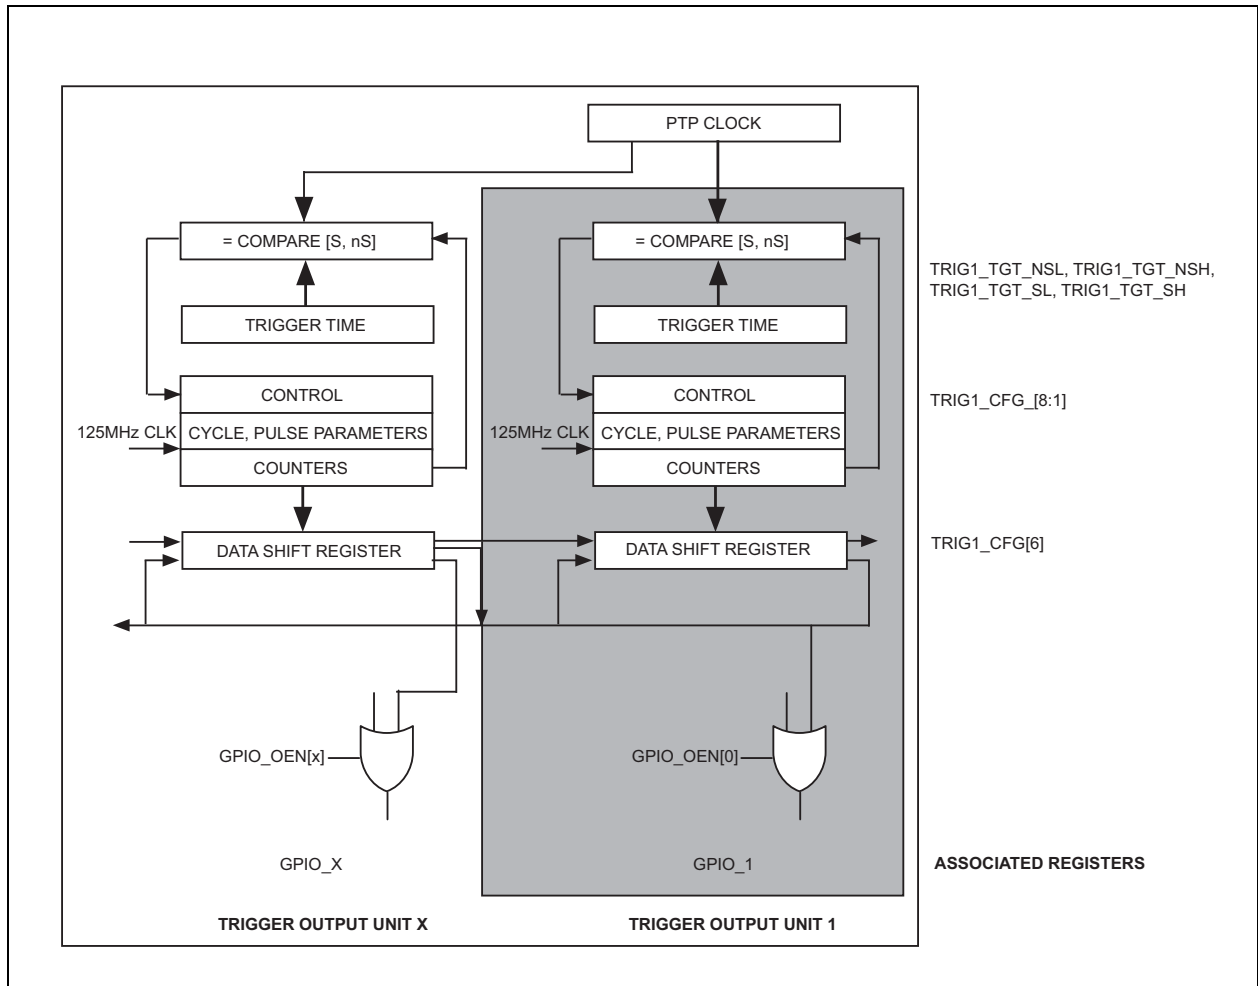 PTP CLOCK
= COMPARE [S, nS]
= COMPARE [S, nS]
TRIG1_TGT_NSL, TRIG1_TGT_NSH,
TRIG1_TGT_SL, TRIG1_TGT_SH
TRIGGER TIME
TRIGGER TIME
CONTROL
CONTROL
TRIG1_CFG_[8:1]
125MHz CLK
CYCLE, PULSE PARAMETERS
125MHz CLK
CYCLE, PULSE PARAMETERS
COUNTERS
COUNTERS
DATA SHIFT REGISTER
DATA SHIFT REGISTER
TRIG1_CFG[6]
GPIO_OEN[x]
GPIO_OEN[0]
GPIO_X
GPIO_1
ASSOCIATED REGISTERS
TRIGGER OUTPUT UNIT X
TRIGGER OUTPUT UNIT 1